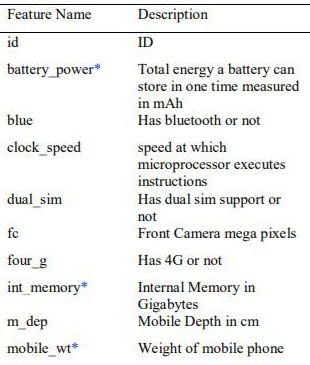 Feature Name Description
id ID
battery_power* Total energy a battery can
store in one time measured
in mAh
blue Has bluetooth or not
clock_speed speed at which
microprocessor executes
instructions
dual_sim Has dual sim support or
not
fc Front Camera mega pixels
four_g Has 4G or not
int_memory* Internal Memory in
Gigabytes
m_dep Mobile Depth in cm
mobile_wt* Weight of mobile phone